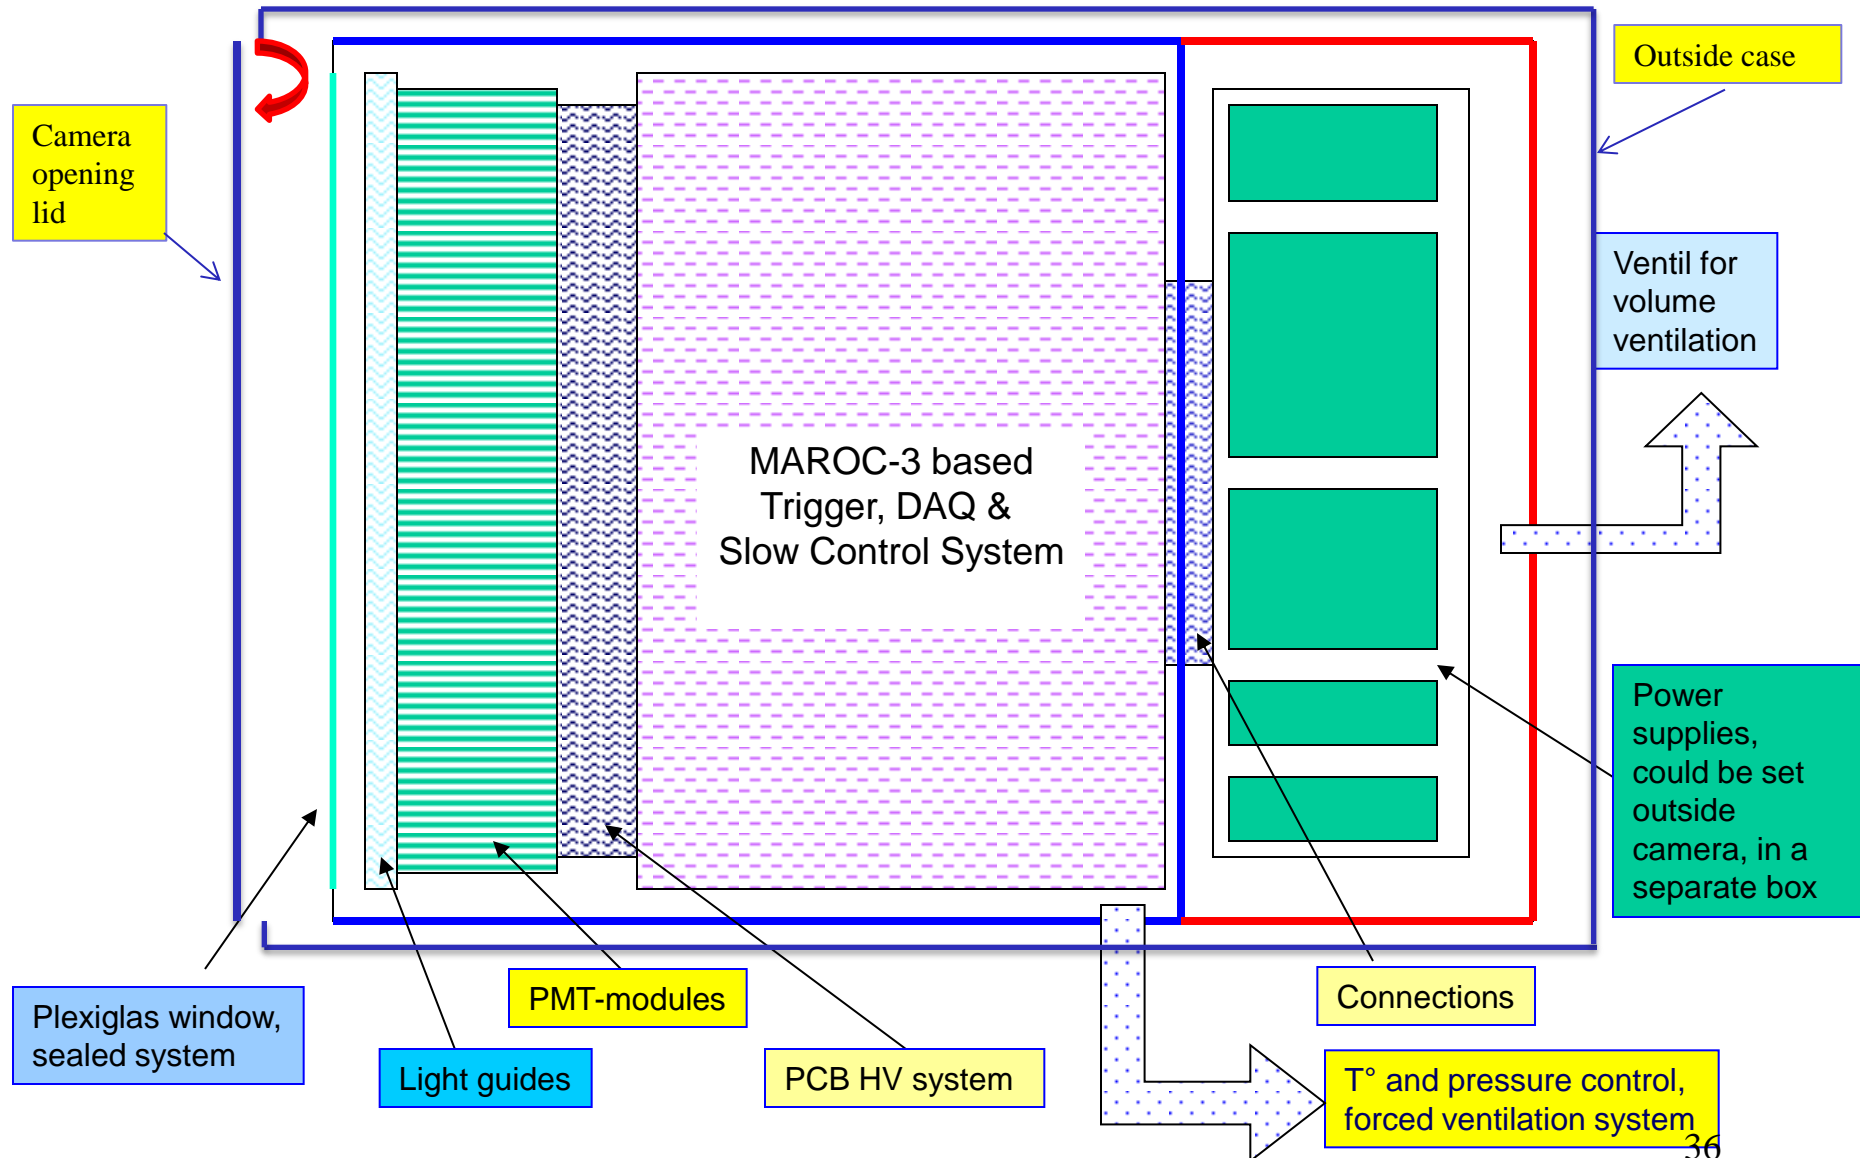 Outside case
Camera
opening
lid
Ventil for
volume
ventilation
MAROC-3 based
Trigger, DAQ &
Slow Control System
Power
supplies,
could be set
outside
camera, in a
separate box
Plexiglas window,
sealed system
PMT-modules
Connections
Light guides
PCB HV system
T° and pressure control,
forced ventilation system
36